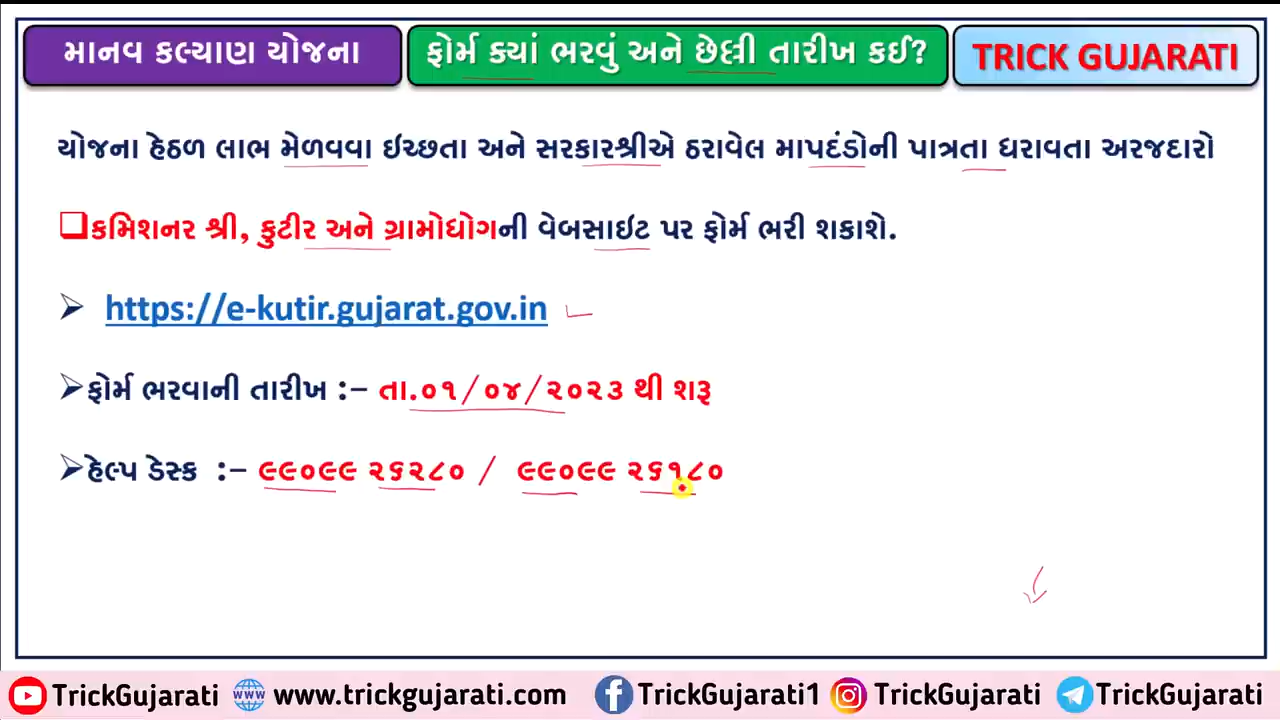 માનવ કલ્યાણ યોજના
ફોર્મ ક્યાં ભરવું અને છેલ્લી તારીખ કઈ?
TRICK GUJARATI
યોજના હેઠળ લાભ મેળવવા ઈચ્છતા અને સરકારશ્રીએ ઠરાવેલ માપદંડોની પાત્રતા ધરાવતા અરજદારો
કમિશનર શ્રી, કુટીર અને ગ્રામોધોગની વેબસાઇટ પર ફોર્મ ભરી શકાશે.
https://e-kutir.gujarat.gov.in
ફોર્મ ભરવાની તારીખ :– તા.૦૧/૦૪/૨૦૨૩ થી શરૂ
હેલ્પ ડેસ્ક :– ૯૯૦૯૯ ૨૬૨૮૦ / ૯૯૦૯૯ ૨૬૧૮૦
TrickGujarati www.trickgujarati.com TrickGujarati1 TrickGujarati TrickGujarati